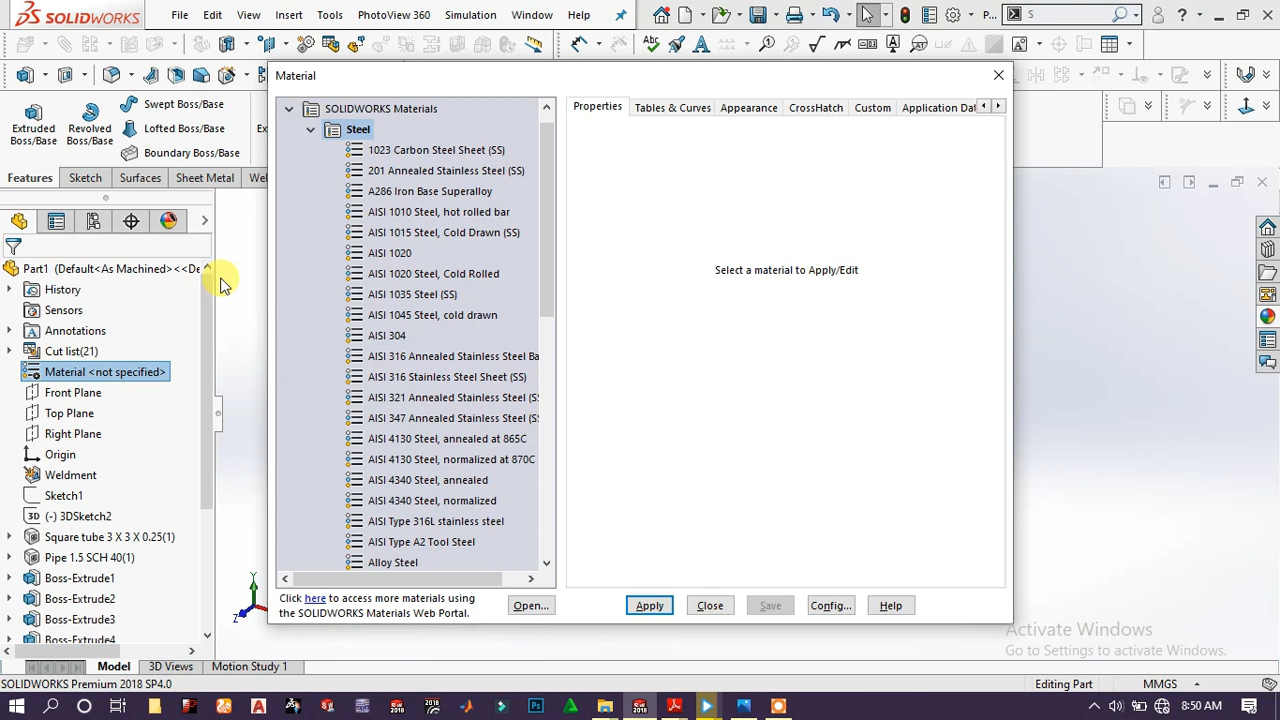 SOLIDWORKS File Edit View Insert Tools PhotoView 360 Simulation Window Help P... S
Material
Extruded Boss/Base
Revolved Boss/Base
Swept Boss/Base
Lofted Boss/Base
Boundary Boss/Base
Features Sketch Surfaces Sheet Metal
Part1 (Default<As Machined><<De
History
Sensors
Annotations
Cut list(21)
Material <not specified>
Front Plane
Top Plane
Right Plane
Origin
Weldment
Sketch1
(-) 3DSketch2
Square tube 3 X 3 X 0.25(1)
Pipe 1.5 SCH 40(1)
Boss-Extrude1
Boss-Extrude2
Boss-Extrude3
Boss-Extrude4
SOLIDWORKS Materials
Steel
1023 Carbon Steel Sheet (SS)
201 Annealed Stainless Steel (SS)
A286 Iron Base Superalloy
AISI 1010 Steel, hot rolled bar
AISI 1015 Steel, Cold Drawn (SS)
AISI 1020
AISI 1020 Steel, Cold Rolled
AISI 1035 Steel (SS)
AISI 1045 Steel, cold drawn
AISI 304
AISI 316 Annealed Stainless Steel Ba
AISI 316 Stainless Steel Sheet (SS)
AISI 321 Annealed Stainless Steel (S
AISI 347 Annealed Stainless Steel (S
AISI 4130 Steel, annealed at 865C
AISI 4130 Steel, normalized at 870C
AISI 4340 Steel, annealed
AISI 4340 Steel, normalized
AISI Type 316L stainless steel
AISI Type A2 Tool Steel
Alloy Steel
Click here to access more materials using
the SOLIDWORKS Materials Web Portal.
Open...
Properties Tables & Curves Appearance CrossHatch Custom Application Dat
Select a material to Apply/Edit
Apply Close Save Config... Help
Activate Windows
Go to Settings to activate Windows.
Model 3D Views Motion Study 1
SOLIDWORKS Premium 2018 SP4.0 Editing Part MMGS
8:50 AM